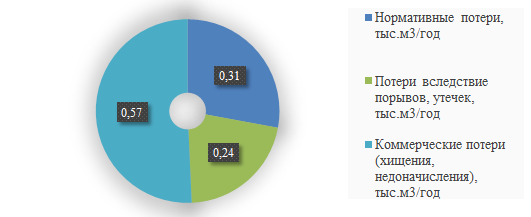 0,31
0,57
0,24
Нормативные потери,
тыс.м3/год
Потери вследствие
порывов, утечек,
тыс.м3/год
Коммерческие потери
(хищения,
недоначисления),
тыс.м3/год